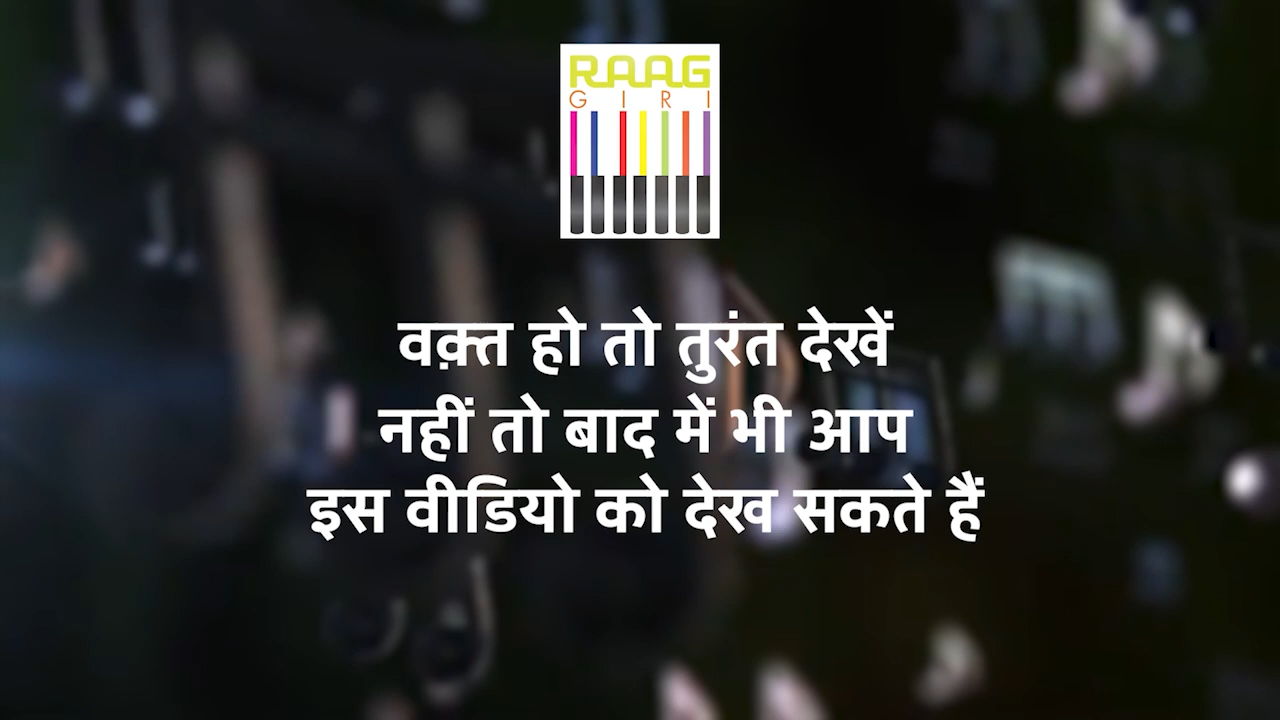 RAAG
GIRI
वक़्त हो तो तुरंत देखें
नहीं तो बाद में भी आप
इस वीडियो को देख सकते हैं